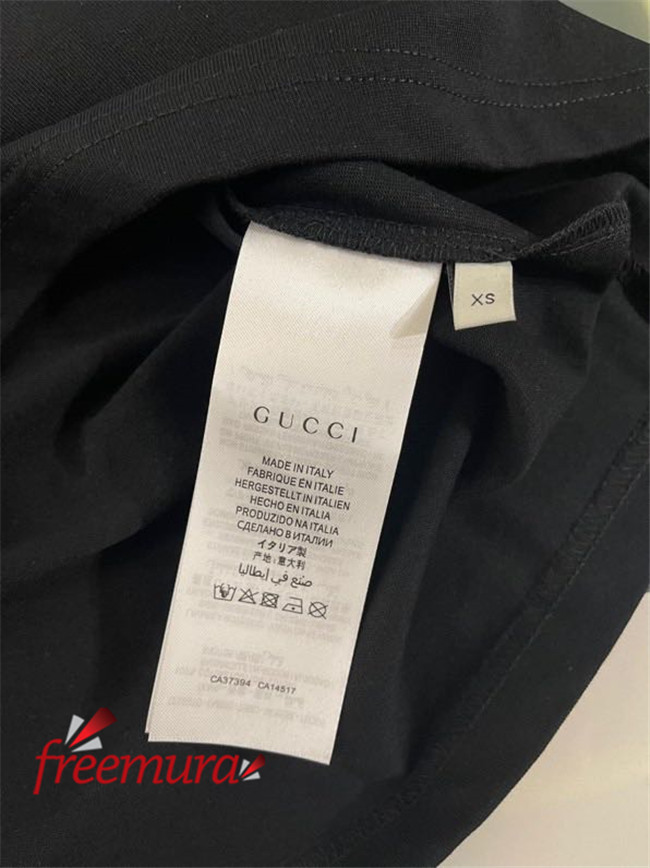 XS
GUCCI
MADE IN ITALY
FABRIQUE EN ITALIE
HERGESTELLT IN ITALIEN
HECHO EN ITALIA
PRODUZIDO NA ITALIA
СДЕЛАНО В ИТАЛИИ
イタリア製
产地:意大利
صنع في إيطاليا
CA37394 CA14517
freemura